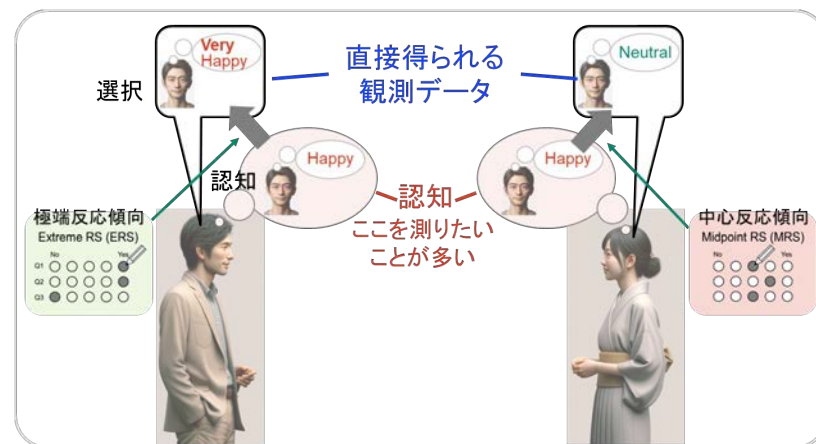 Very
Happy
直接得られる
観測データ
Neutral
選択
Happy
認知
Happy
認知
ここを測りたい
ことが多い
極端反応傾向
Extreme RS (ERS)
No Yes
Q1
Q2
Q3
中心反応傾向
Midpoint RS (MRS)
No Yes